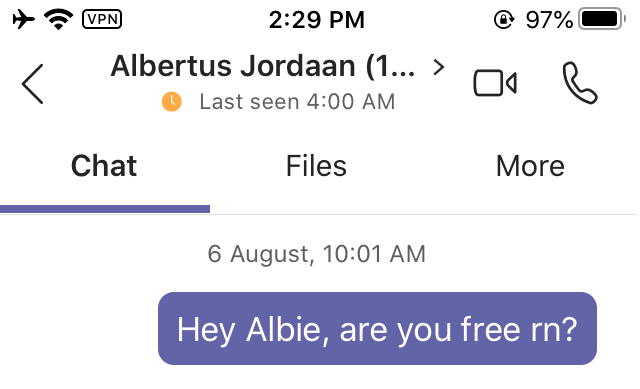 VPN 2:29 PM 97%
Albertus Jordaan (1... >
Last seen 4:00 AM
Chat Files More
6 August, 10:01 AM
Hey Albie, are you free rn?